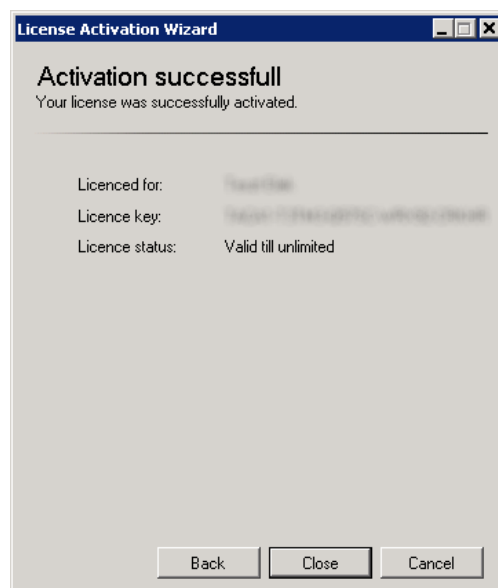 License Activation Wizard
Activation successfull
Your license was successfully activated.
Licenced for:
Licence key:
Licence status: Valid till unlimited
Back Close Cancel